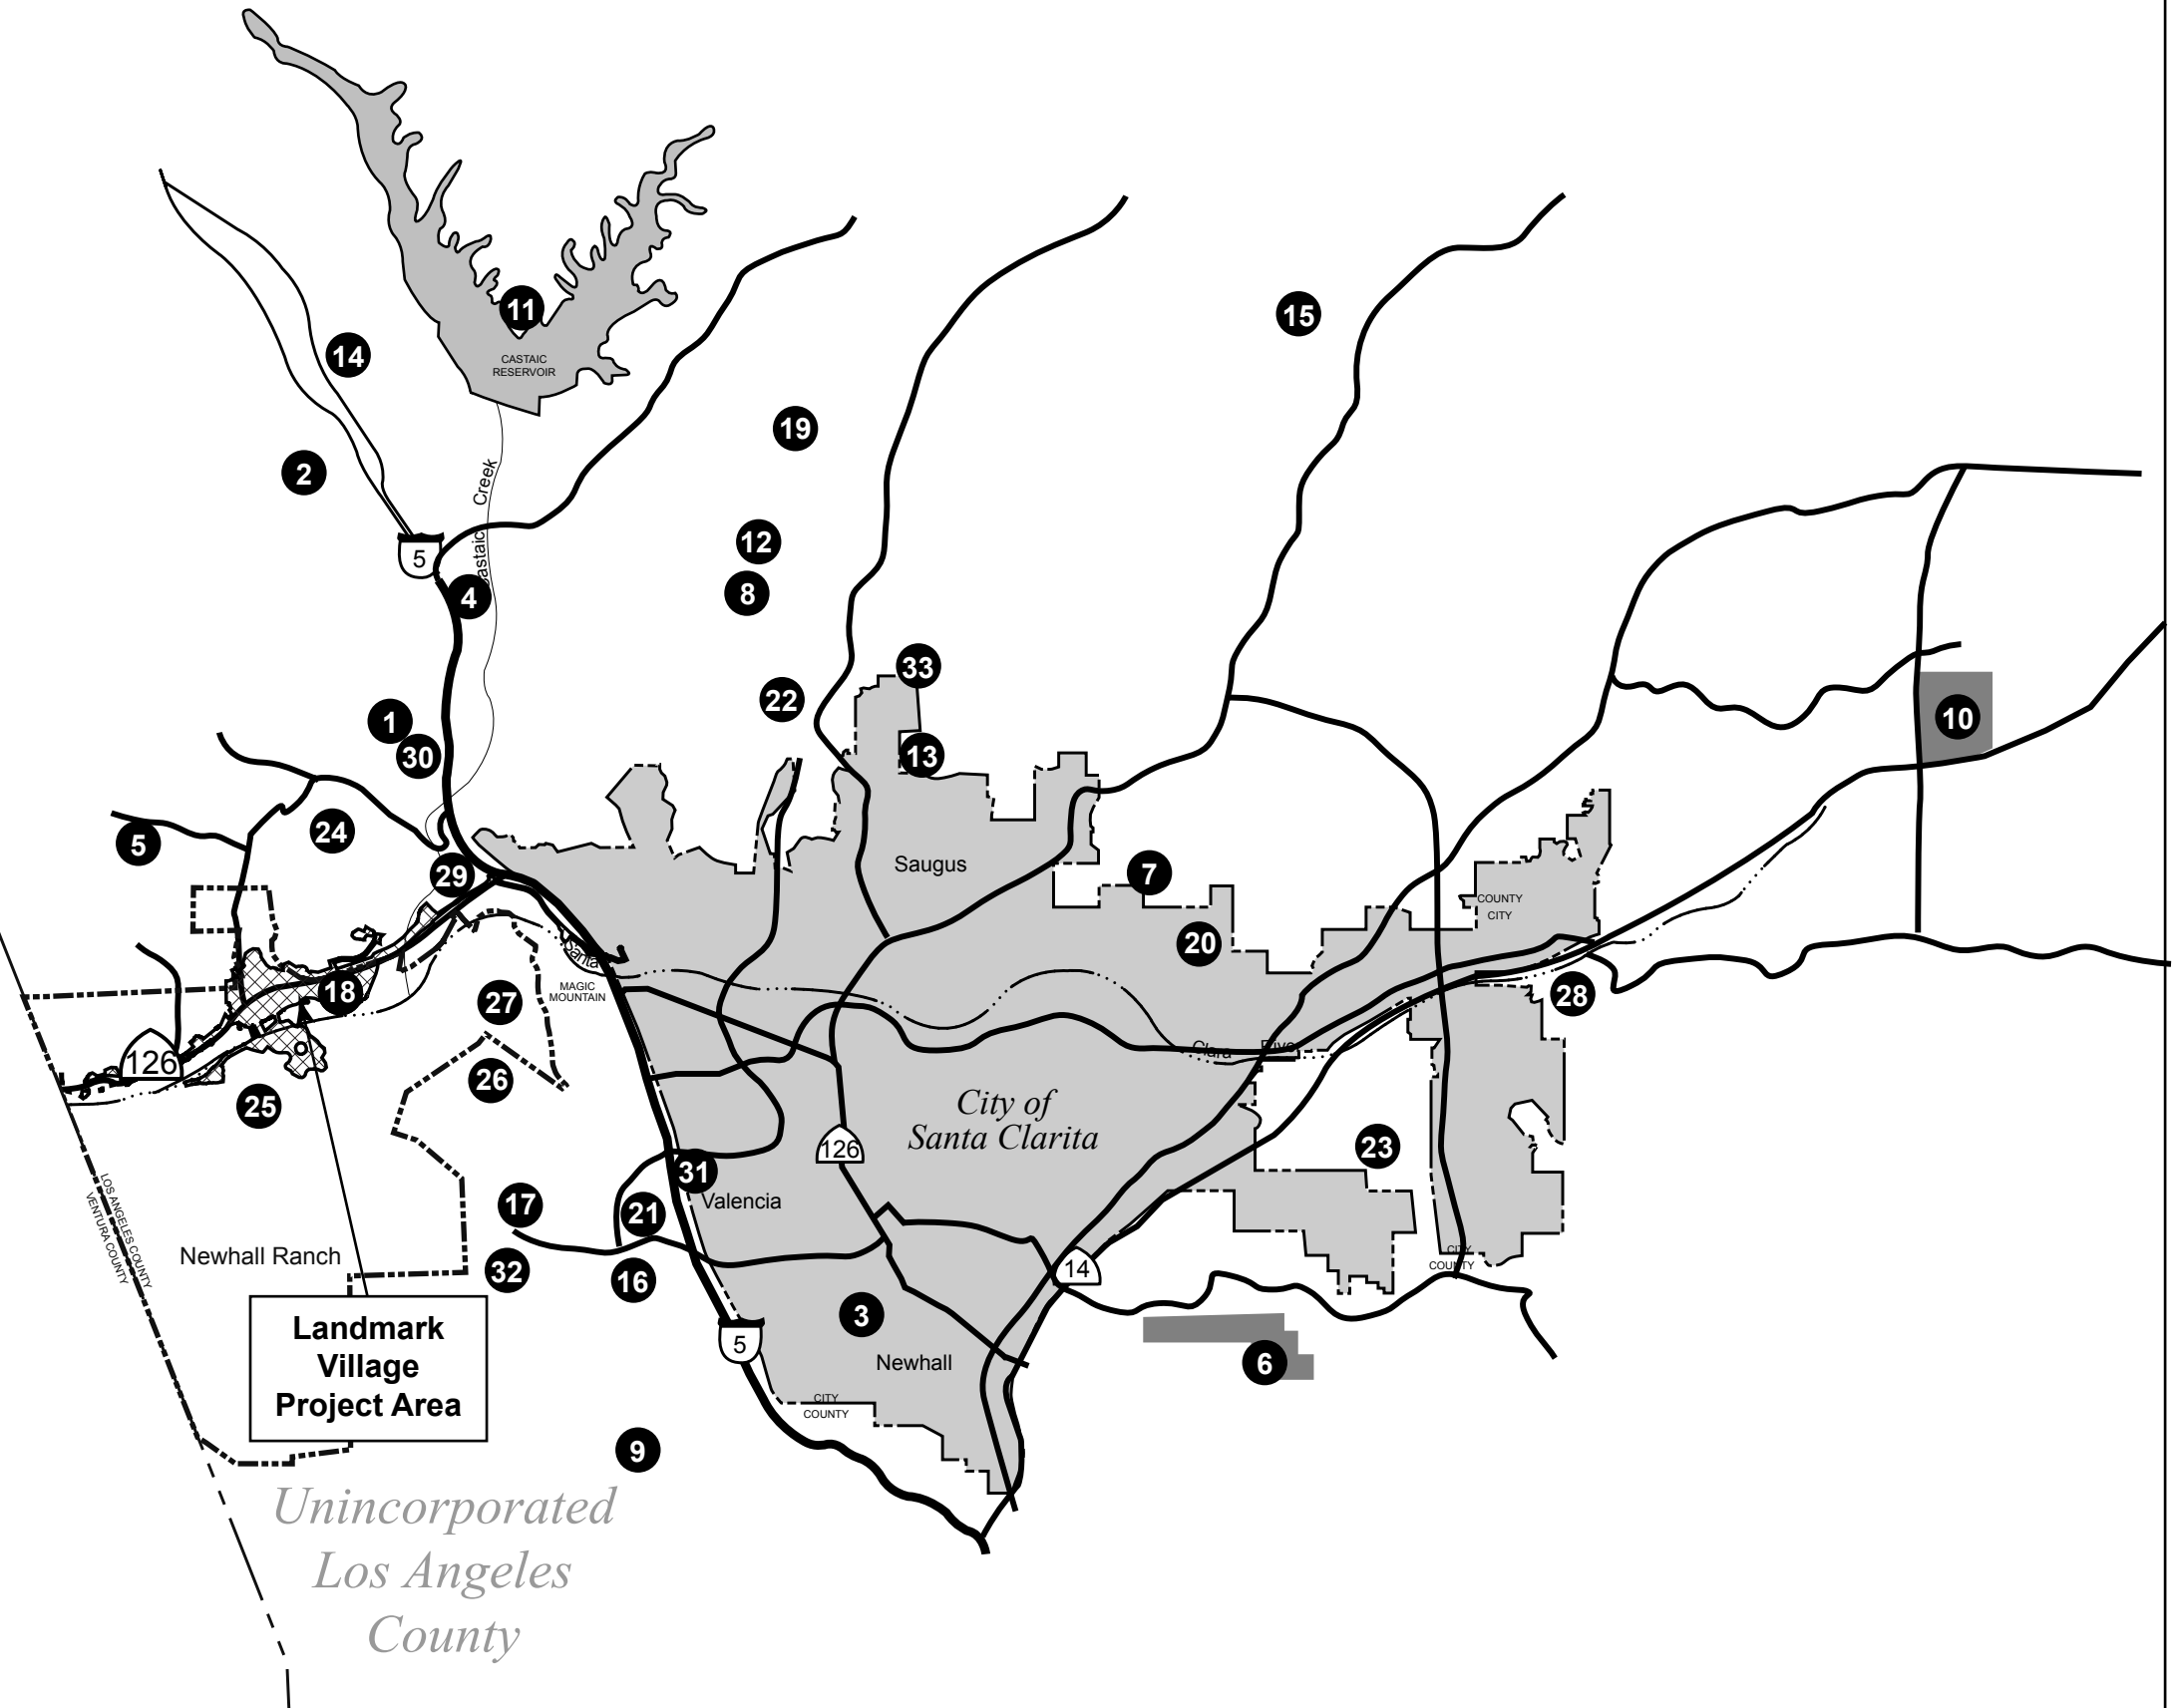 11
CASTAIC
RESERVOIR
15
14
19
2
Castaic Creek
12
5
8
4
33
22
1
10
30
13
24
5
Saugus
7
29
COUNTY
CITY
20
Santa
MAGIC
MOUNTAIN
18
27
28
126
Clara River
26
25
City of
Santa Clarita
126
23
31
LOS ANGELES COUNTY
VENTURA COUNTY
Valencia
17
21
Newhall Ranch
32
16
14
CITY
COUNTY
Landmark
Village
Project Area
3
5
Newhall
6
CITY
COUNTY
9
Unincorporated
Los Angeles
County